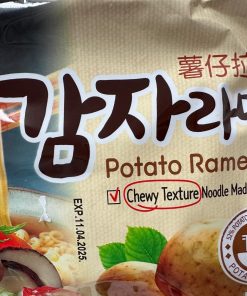 薯仔拉
감자라
Potato Rame
Chewy Texture Noodle Mad
EXP.11.04.2025.